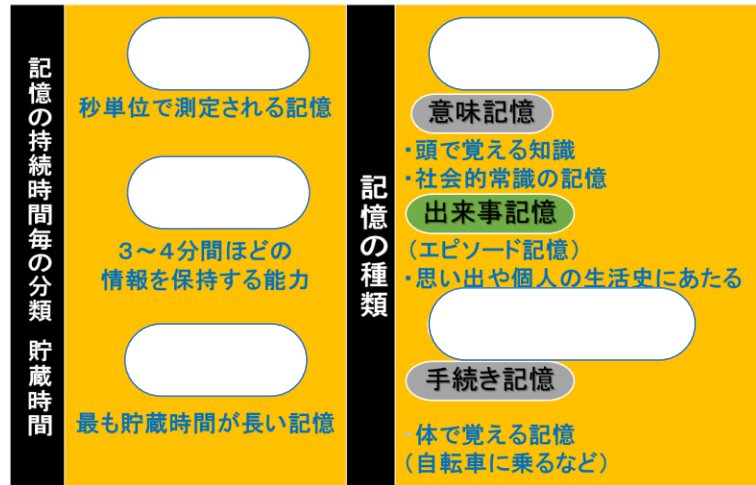 記憶の持続時間毎の分類 貯蔵時間
秒単位で測定される記憶
３～４分間ほどの
情報を保持する能力
最も貯蔵時間が長い記憶
記憶の種類
意味記憶
・頭で覚える知識
・社会的常識の記憶
出来事記憶
（エピソード記憶）
・思い出や個人の生活史にあたる
手続き記憶
・体で覚える記憶
（自転車に乗るなど）